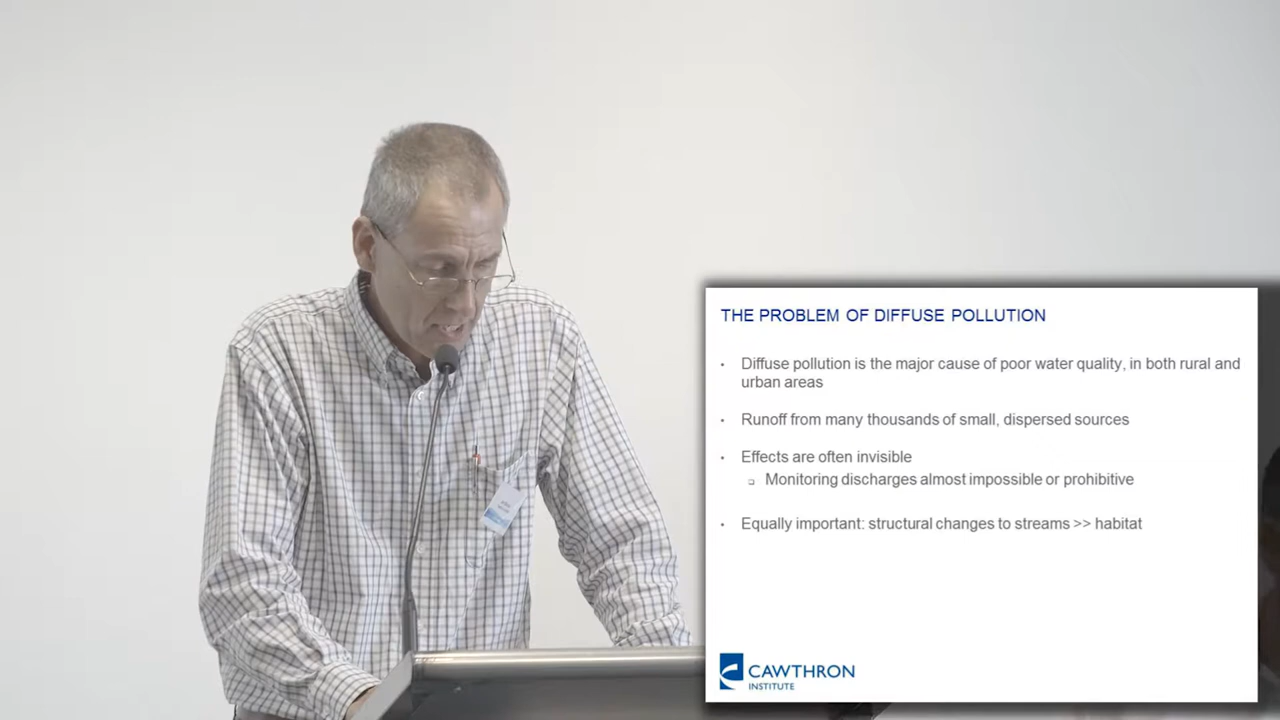 THE PROBLEM OF DIFFUSE POLLUTION
• Diffuse pollution is the major cause of poor water quality, in both rural and
urban areas
• Runoff from many thousands of small, dispersed sources
• Effects are often invisible
❑ Monitoring discharges almost impossible or prohibitive
• Equally important: structural changes to streams >> habitat
CAWTHRON
INSTITUTE